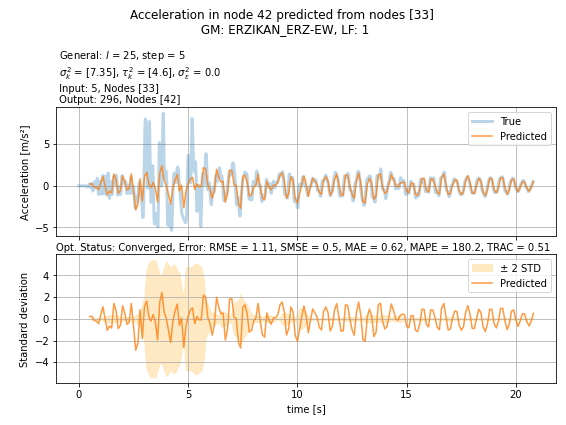 Acceleration in node 42 predicted from nodes [33]
GM: ERZIKAN_ERZ-EW, LF: 1
General: l = 25, step = 5
σ²ₖ = [7.35], τ²ₖ = [4.6], σ²ε = 0.0
Input: 5, Nodes [33]
Output: 296, Nodes [42]
True
Predicted
Acceleration [m/s²]
5
0
−5
Opt. Status: Converged, Error: RMSE = 1.11, SMSE = 0.5, MAE = 0.62, MAPE = 180.2, TRAC = 0.51
± 2 STD
Predicted
Standard deviation
4
2
0
−2
−4
0 5 10 15 20
time [s]